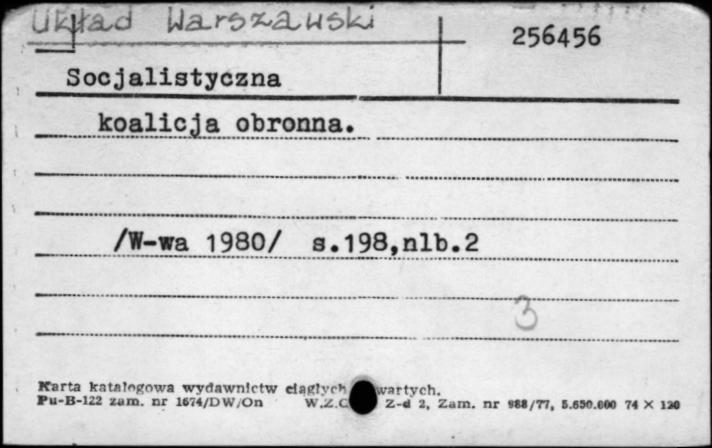 Układ Warszawski
256456
Socjalistyczna
koalicja obronna.
/W-wa 1980/ s.198,nlb.2
3
Karta katalogowa wydawnictw ciągłych wartych.
Pu-B-122 zam. nr 1674/DW/On W.Z.C Z-d 2, Zam. nr 988/77, 5.650.000 74 × 120